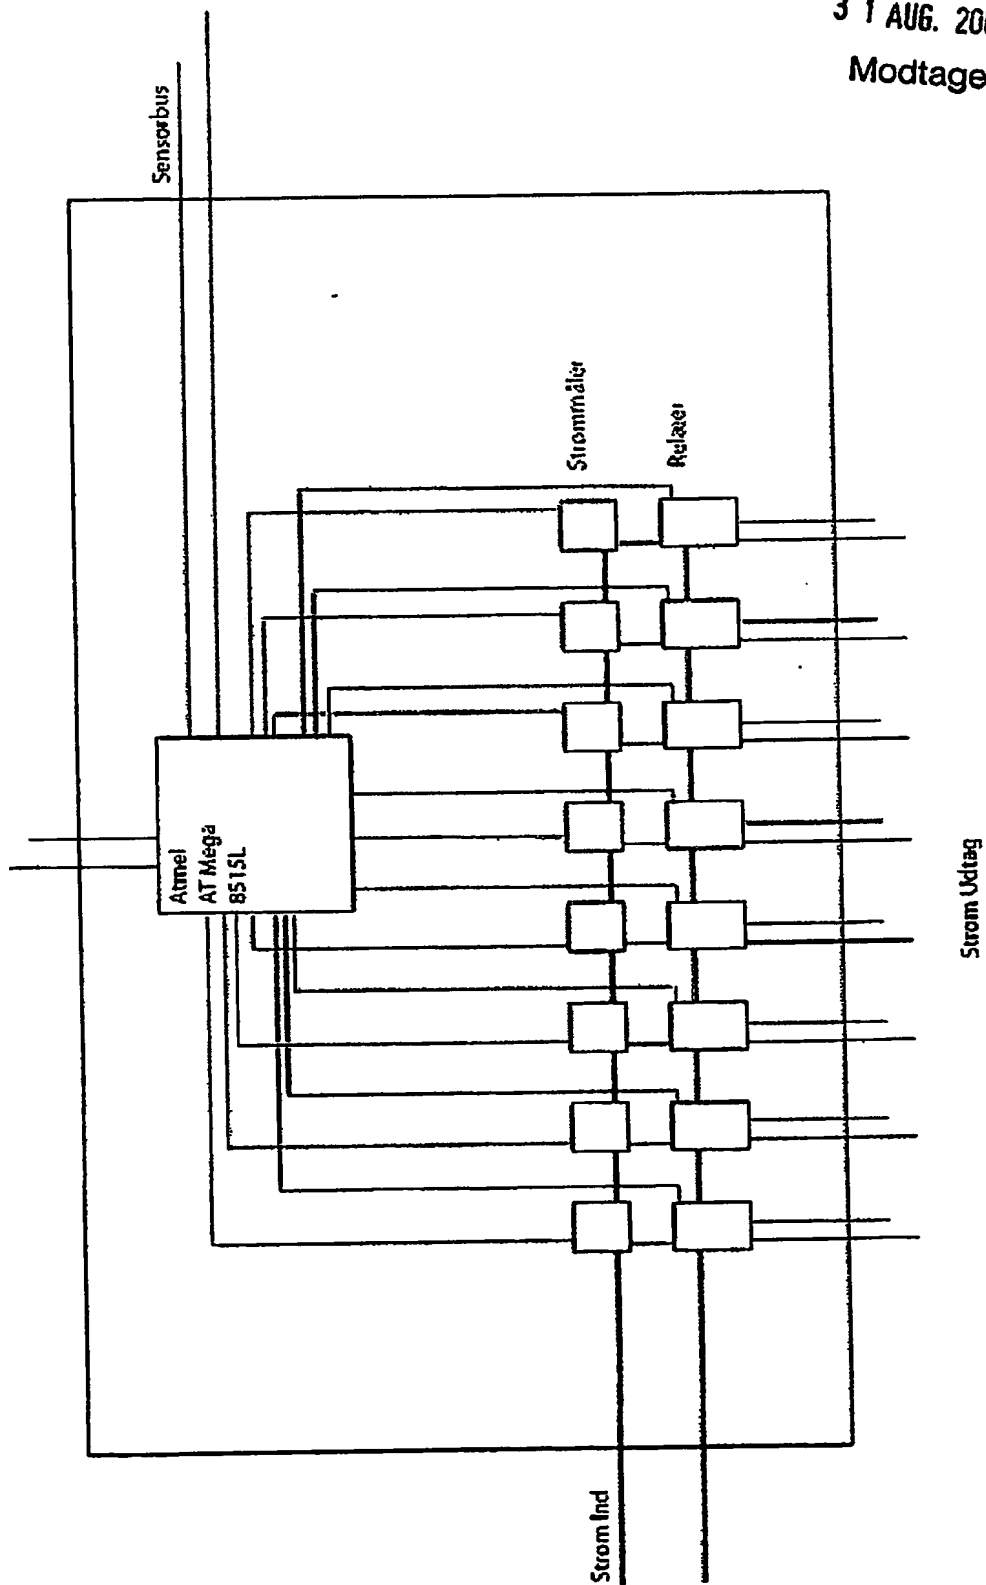 3 1 AUG. 20
Modtage
Sensorbus
Atmel
AT Mega
8515L
Strommåler
Relæer
Strom Ind
Strom Udtag